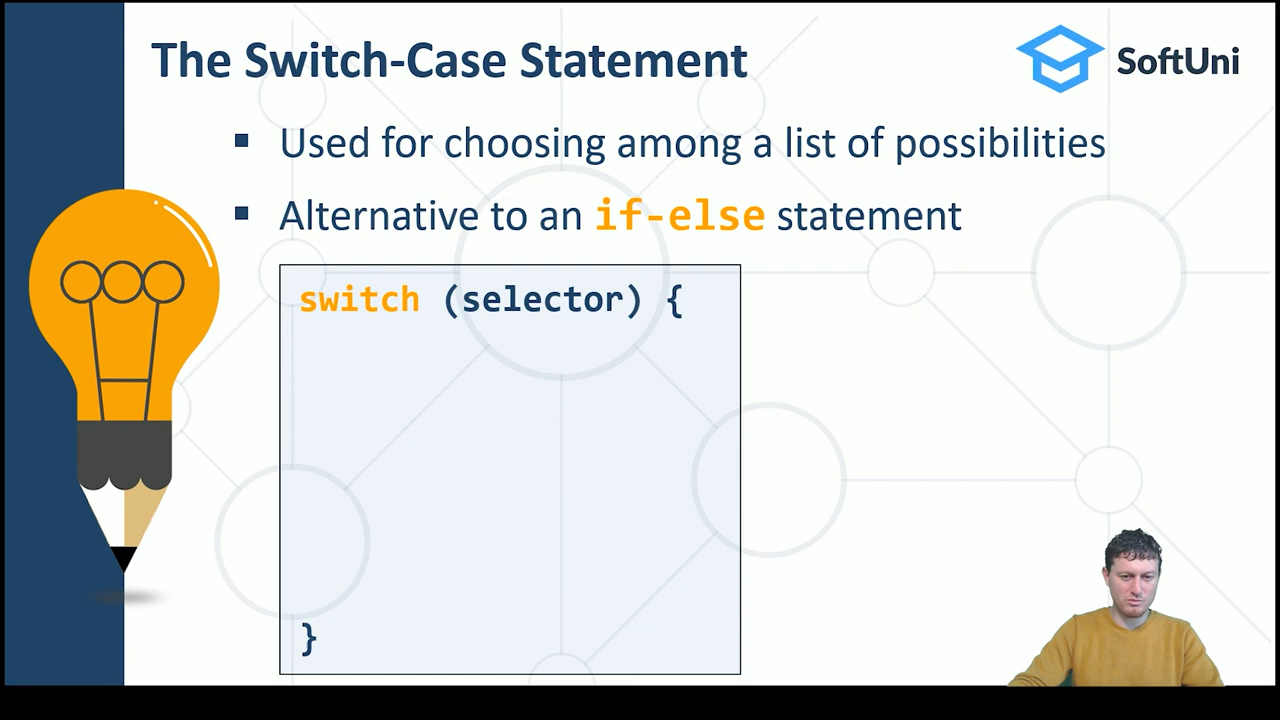 The Switch-Case Statement
SoftUni
▪ Used for choosing among a list of possibilities
▪ Alternative to an if-else statement
switch (selector) {
}